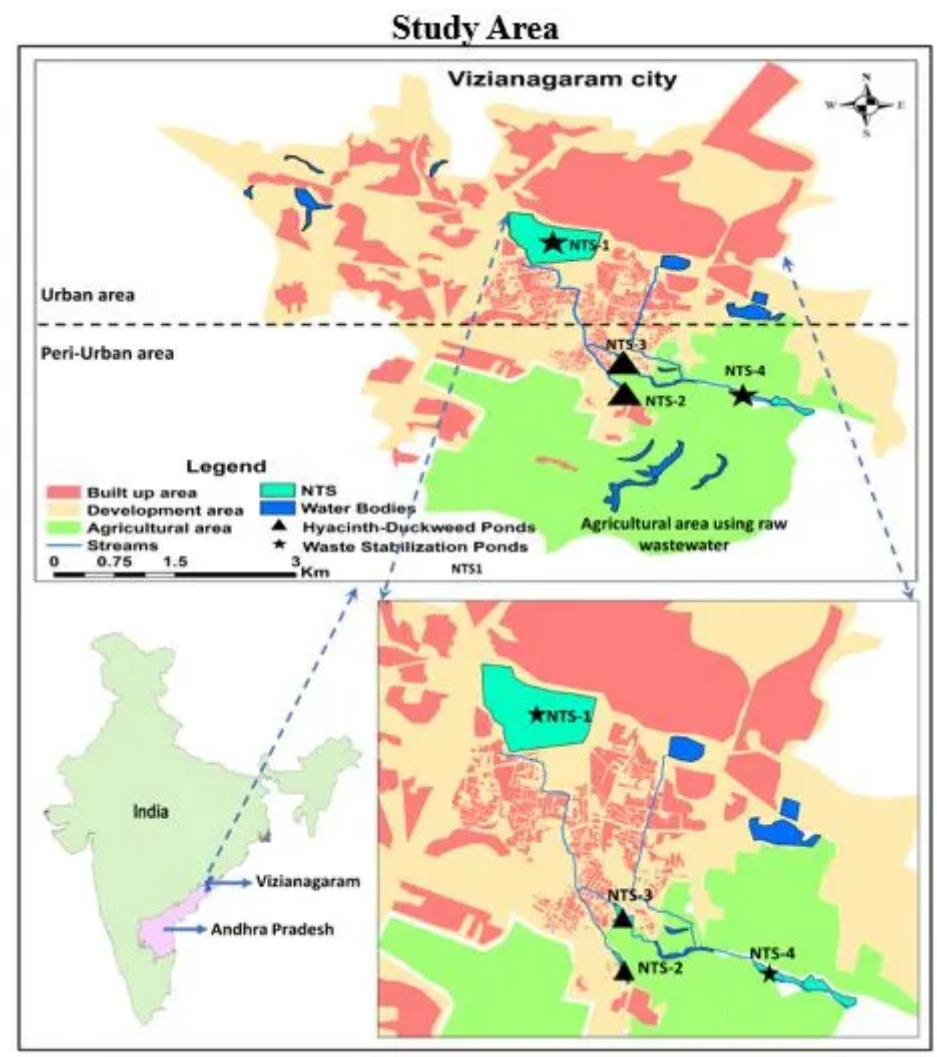 Study Area
Vizianagaram city
N
W E
S
NTS-1
Urban area
Peri-Urban area
NTS-3
NTS-4
NTS-2
Legend
Built up area
Development area
Agricultural area
Streams
NTS
Water Bodies
Hyacinth-Duckweed Ponds
Waste Stabilization Ponds
0 0.75 1.5 3
Km
Agricultural area using raw
wastewater
NTS1
India
Vizianagaram
Andhra Pradesh
NTS-1
NTS-3
NTS-2
NTS-4